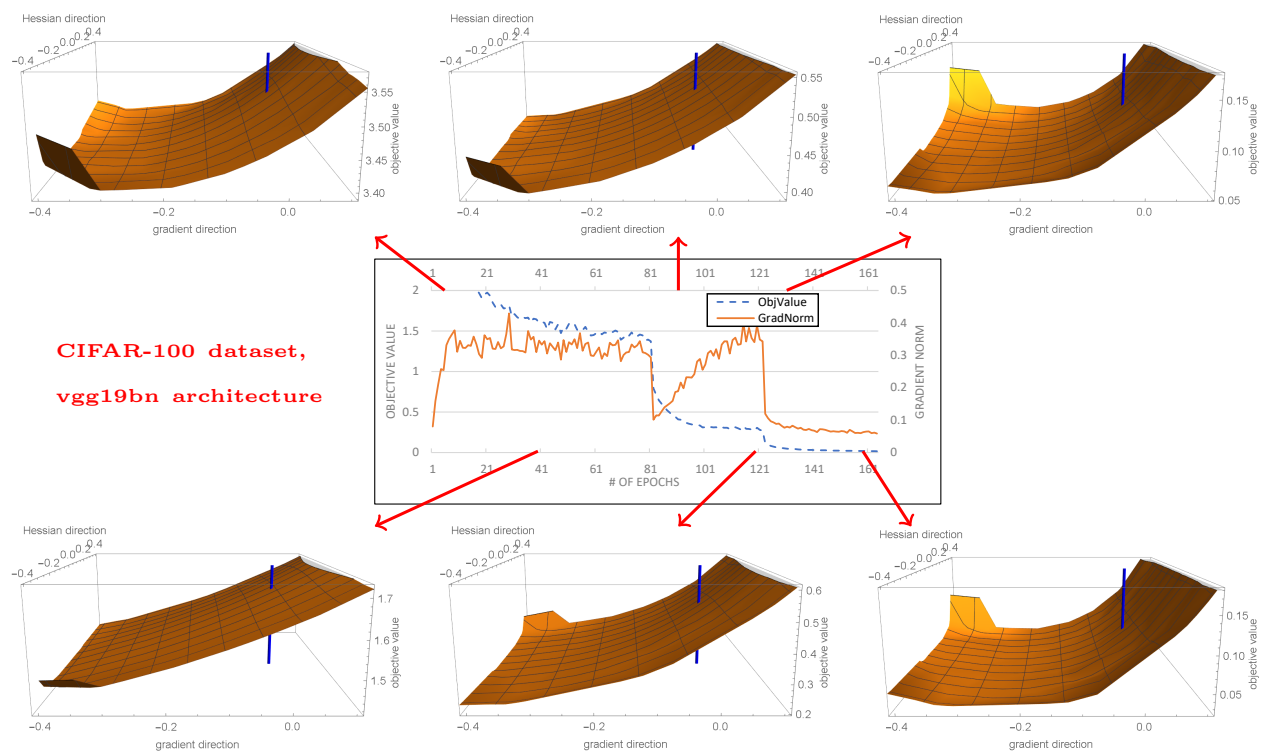 Hessian direction
−0.4 −0.2 0.0 0.2 0.4
3.55
3.50
3.45
3.40
objective value
−0.4 −0.2 0.0
gradient direction
Hessian direction
−0.4 −0.2 0.0 0.2 0.4
0.55
0.50
0.45
0.40
objective value
−0.4 −0.2 0.0
gradient direction
Hessian direction
−0.4 −0.2 0.0 0.2 0.4
0.15
0.10
0.05
objective value
−0.4 −0.2 0.0
gradient direction
CIFAR-100 dataset,
vgg19bn architecture
1 21 41 61 81 101 121 141 161
2
1.5
1
0.5
0
OBJECTIVE VALUE
ObjValue
GradNorm
0.5
0.4
0.3
0.2
0.1
0
GRADIENT NORM
1 21 41 61 81 101 121 141 161
# OF EPOCHS
Hessian direction
−0.4 −0.2 0.0 0.2 0.4
1.7
1.6
1.5
objective value
−0.4 −0.2 0.0
gradient direction
Hessian direction
−0.4 −0.2 0.0 0.2 0.4
0.6
0.5
0.4
0.3
0.2
objective value
−0.4 −0.2 0.0
gradient direction
Hessian direction
−0.4 −0.2 0.0 0.2 0.4
0.15
0.10
0.05
objective value
−0.4 −0.2 0.0
gradient direction